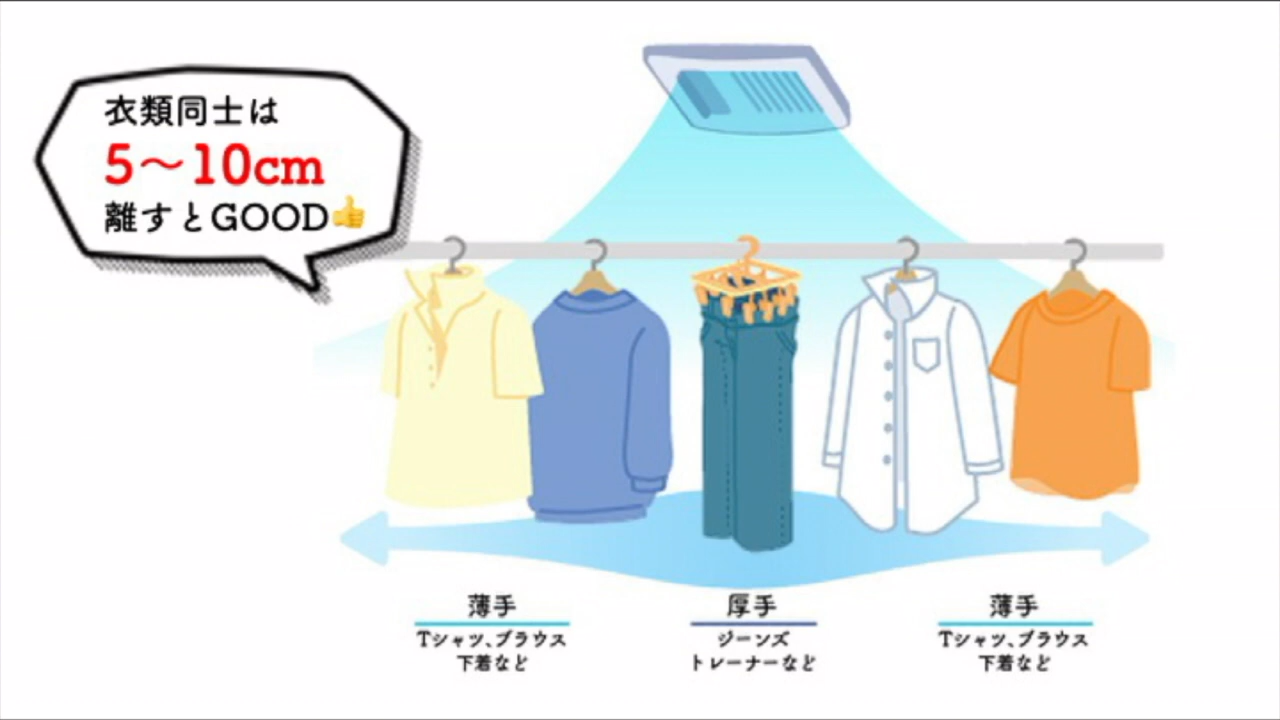 衣類同士は
5〜10cm
離すとGOOD👍
薄手
Tシャツ、ブラウス
下着など
厚手
ジーンズ
トレーナーなど
薄手
Tシャツ、ブラウス
下着など